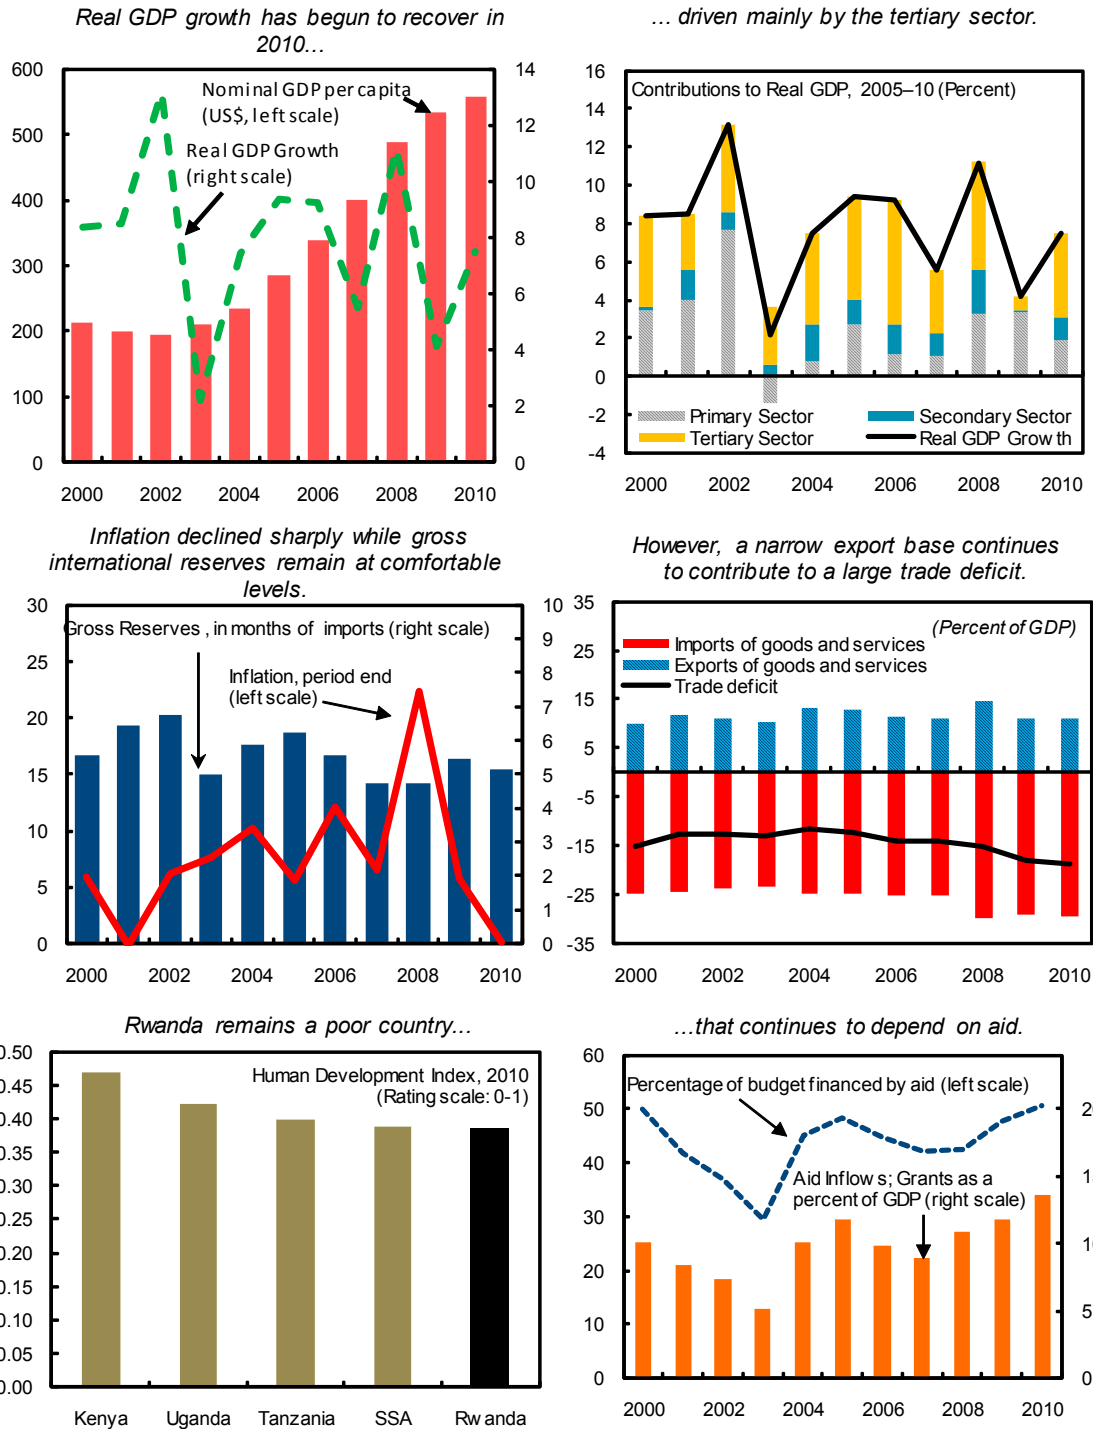 Real GDP growth has begun to recover in
2010...
600
500
400
300
200
100
0
14
12
10
8
6
4
2
0
Nominal GDP per capita
(US$, left scale)
Real GDP Growth
(right scale)
2000 2002 2004 2006 2008 2010
... driven mainly by the tertiary sector.
16
14
12
10
8
6
4
2
0
-2
-4
Contributions to Real GDP, 2005–10 (Percent)
Primary Sector
Secondary Sector
Tertiary Sector
Real GDP Growth
2000 2002 2004 2006 2008 2010
Inflation declined sharply while gross
international reserves remain at comfortable
levels.
30
25
20
15
10
5
0
10
9
8
7
6
5
4
3
2
1
0
Gross Reserves, in months of imports (right scale)
Inflation, period end
(left scale)
2000 2002 2004 2006 2008 2010
However, a narrow export base continues
to contribute to a large trade deficit.
35
25
15
5
-5
-15
-25
-35
(Percent of GDP)
Imports of goods and services
Exports of goods and services
Trade deficit
2000 2002 2004 2006 2008 2010
Rwanda remains a poor country...
0.50
0.45
0.40
0.35
0.30
0.25
0.20
0.15
0.10
0.05
0.00
Human Development Index, 2010
(Rating scale: 0-1)
Kenya Uganda Tanzania SSA Rwanda
...that continues to depend on aid.
60
50
40
30
20
10
0
20
15
10
5
0
Percentage of budget financed by aid (left scale)
Aid Inflows; Grants as a
percent of GDP (right scale)
2000 2002 2004 2006 2008 2010